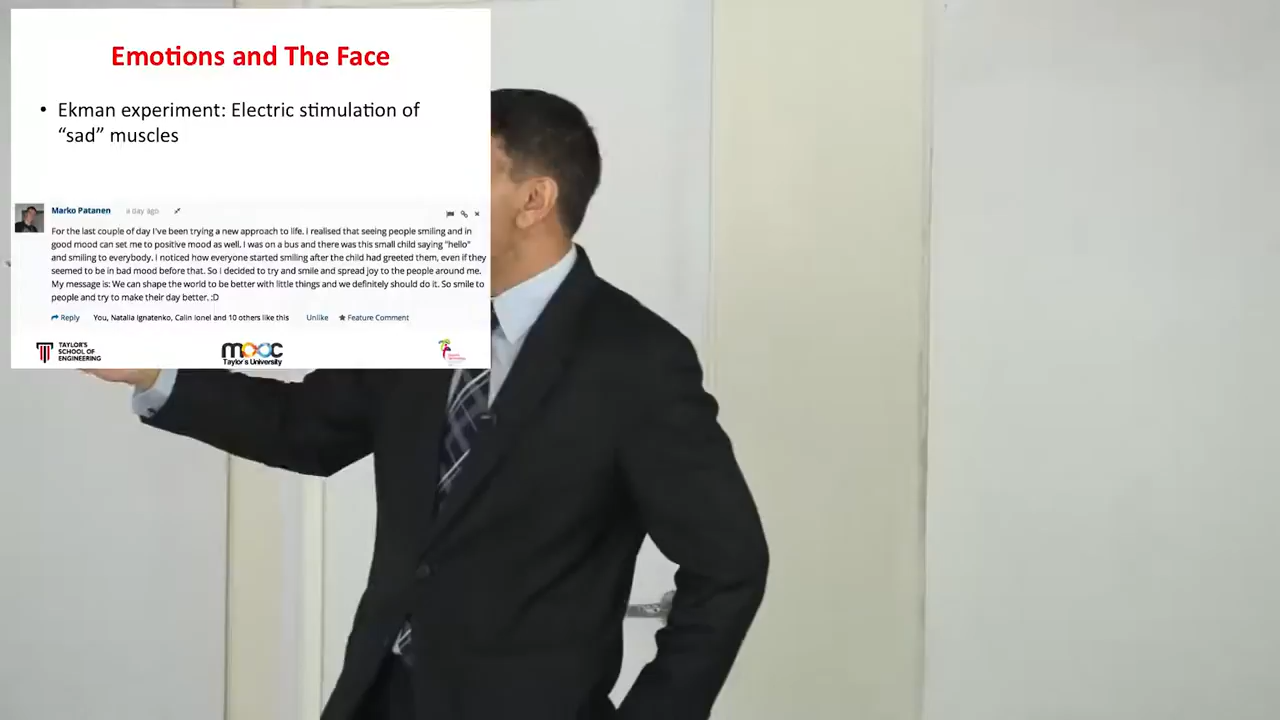 Emotions and The Face
• Ekman experiment: Electric stimulation of
“sad” muscles
Marko Patanen a day ago
For the last couple of day I've been trying a new approach to life. I realised that seeing people smiling and in
good mood can set me to positive mood as well. I was on a bus and there was this small child saying "hello"
and smiling to everybody. I noticed how everyone started smiling after the child had greeted them, even if they
seemed to be in bad mood before that. So I decided to try and smile and spread joy to the people around me.
My message is: We can shape the world to be better with little things and we definitely should do it. So smile to
people and try to make their day better. :D
Reply You, Natalia Ignatenko, Calin Ionel and 10 others like this Unlike Feature Comment
TAYLOR'S
SCHOOL OF
ENGINEERING
mooc
Taylor's University